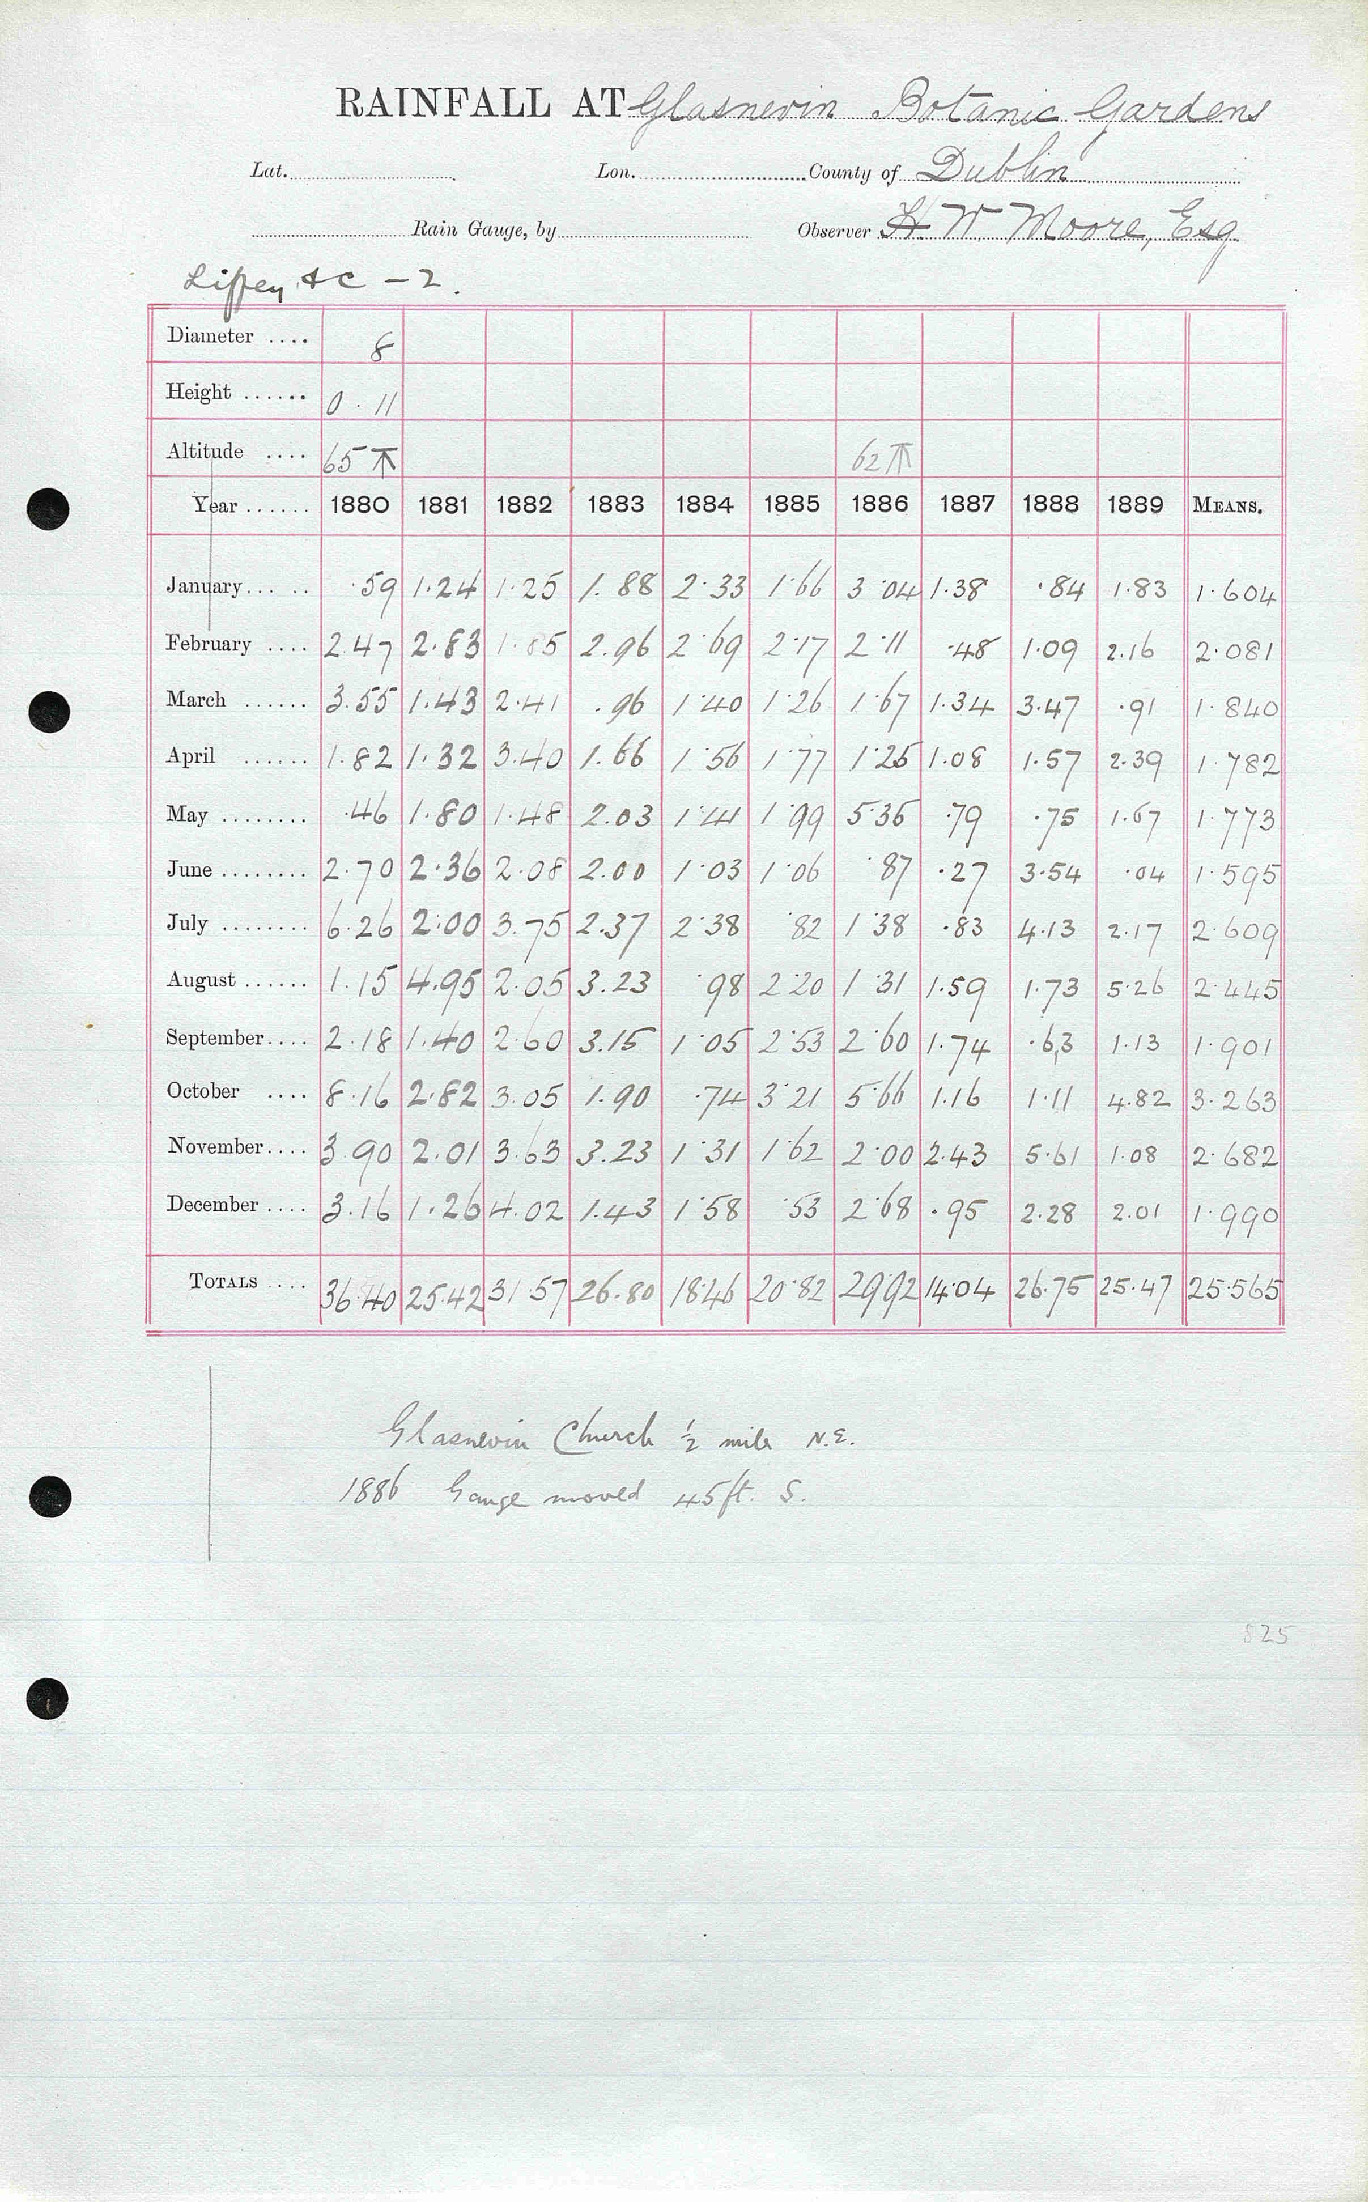 RAINFALL AT Glasnevin Botanic Gardens
Lat. Lon. County of Dublin
Rain Gauge, by Observer H W Moore, Esq
Liffey &c - 2.
Diameter .... 8
Height ...... 0 . 11
Altitude .... 65 62
Year ...... 1880 1881 1882 1883 1884 1885 1886 1887 1888 1889 MEANS.
January ..... .59 1.24 1.25 1.88 2.33 1.66 3.04 1.38 .84 1.83 1.604
February .... 2.47 2.83 1.85 2.96 2.69 2.17 2.11 .48 1.09 2.16 2.081
March ...... 3.55 1.43 2.41 .96 1.40 1.26 1.67 1.34 3.47 .91 1.840
April ...... 1.82 1.32 3.40 1.66 1.56 1.77 1.25 1.08 1.57 2.39 1.782
May ........ .46 1.80 1.48 2.03 1.41 1.99 5.35 .79 .75 1.67 1.773
June ........ 2.70 2.36 2.08 2.00 1.03 1.06 .87 .27 3.54 .04 1.595
July ........ 6.26 2.00 3.75 2.37 2.38 .82 1.38 .83 4.13 2.17 2.609
August ...... 1.15 4.95 2.05 3.23 .98 2.20 1.31 1.59 1.73 5.26 2.445
September .... 2.18 1.40 2.60 3.15 1.05 2.53 2.60 1.74 .63 1.13 1.901
October .... 8.16 2.82 3.05 1.90 .74 3.21 5.66 1.16 1.11 4.82 3.263
November .... 3.90 2.01 3.63 3.23 1.31 1.62 2.00 2.43 5.61 1.08 2.682
December .... 3.16 1.26 4.02 1.43 1.58 .53 2.68 .95 2.28 2.01 1.990
TOTALS .... 36.40 25.42 31.57 26.80 18.46 20.82 29.92 14.04 26.75 25.47 25.565
Glasnevin Church ½ mile N.E.
1886 Gauge moved 45ft. S.
825